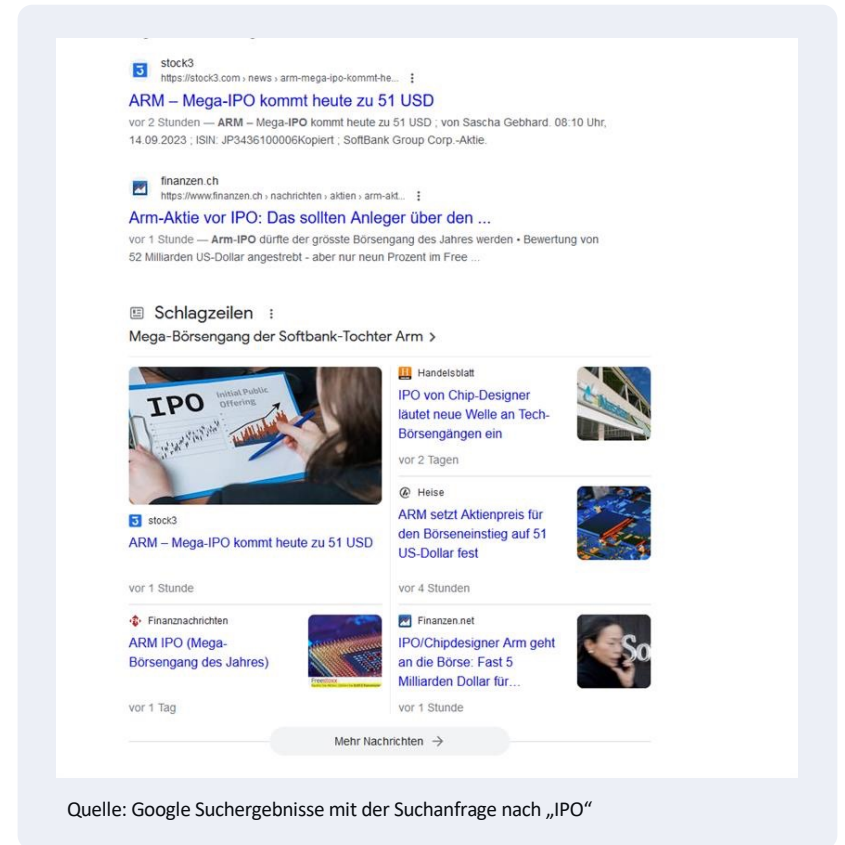 stock3
https://stock3.com › news › arm-mega-ipo-kommt-he...
ARM – Mega-IPO kommt heute zu 51 USD
vor 2 Stunden — ARM – Mega-IPO kommt heute zu 51 USD ; von Sascha Gebhard. 08:10 Uhr,
14.09.2023 ; ISIN: JP3436100006Kopiert ; SoftBank Group Corp.-Aktie.
finanzen.ch
https://www.finanzen.ch › nachrichten › aktien › arm-akt...
Arm-Aktie vor IPO: Das sollten Anleger über den ...
vor 1 Stunde — Arm-IPO dürfte der grösste Börsengang des Jahres werden • Bewertung von
52 Milliarden US-Dollar angestrebt - aber nur neun Prozent im Free ...
Schlagzeilen
Mega-Börsengang der Softbank-Tochter Arm >
IPO
Initial Public
Offering
stock3
ARM – Mega-IPO kommt heute zu 51 USD
vor 1 Stunde
Handelsblatt
IPO von Chip-Designer
läutet neue Welle an Tech-
Börsengängen ein
vor 2 Tagen
Heise
ARM setzt Aktienpreis für
den Börseneinstieg auf 51
US-Dollar fest
vor 4 Stunden
Finanznachrichten
ARM IPO (Mega-
Börsengang des Jahres)
vor 1 Tag
Finanzen.net
IPO/Chipdesigner Arm geht
an die Börse: Fast 5
Milliarden Dollar für…
So
vor 1 Stunde
Mehr Nachrichten →
Quelle: Google Suchergebnisse mit der Suchanfrage nach „IPO“